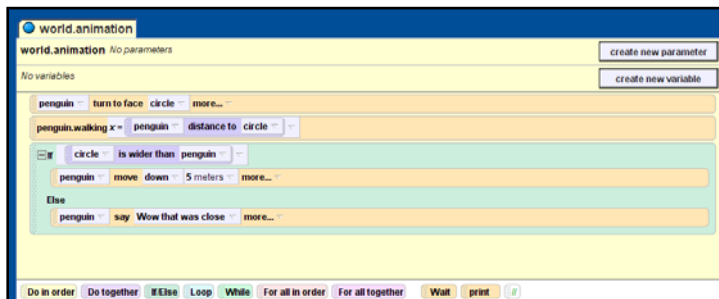 world.animation
world.animation No parameters create new parameter
No variables create new variable
penguin turn to face circle more...
penguin.walking x = penguin distance to circle
If circle is wider than penguin
penguin move down 5 meters more...
Else
penguin say Wow that was close more...
Do in order Do together If/Else Loop While For all in order For all together Wait print //